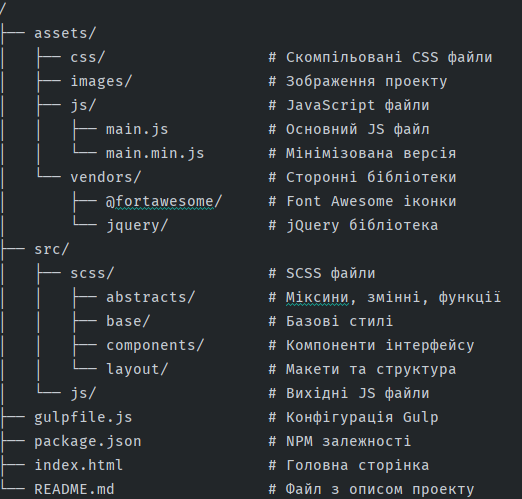 /
├── assets/
│   ├── css/                  # Скомпільовані CSS файли
│   ├── images/               # Зображення проекту
│   ├── js/                   # JavaScript файли
│   │   ├── main.js           # Основний JS файл
│   │   └── main.min.js       # Мінімізована версія
│   └── vendors/              # Сторонні бібліотеки
│       ├── @fortawesome/     # Font Awesome іконки
│       └── jquery/           # jQuery бібліотека
├── src/
│   ├── scss/                 # SCSS файли
│   │   ├── abstracts/        # Міксини, змінні, функції
│   │   ├── base/             # Базові стилі
│   │   ├── components/       # Компоненти інтерфейсу
│   │   └── layout/           # Макети та структура
│   └── js/                   # Вихідні JS файли
├── gulpfile.js               # Конфігурація Gulp
├── package.json              # NPM залежності
├── index.html                # Головна сторінка
└── README.md                 # Файл з описом проекту